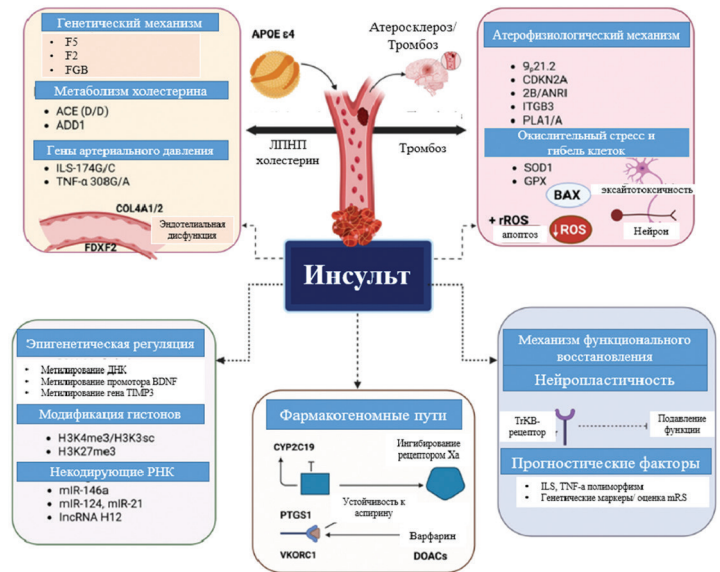 Генетический механизм
F5
F2
FGB
Метаболизм холестерина
ACE (D/D)
ADD1
Гены артериального давления
ILS-174G/C
TNF-α 308G/A
COL4A1/2
Эндотелиальная
дисфункция
FDXF2
APOE ε4
Атеросклероз/
Тромбоз
ЛПНП
холестерин
Тромбоз
Атерофизиологический механизм
9p21.2
CDKN2A
2B/ANRI
ITGB3
PLA1/A
Окислительный стресс и
гибель клеток
SOD1
GPX
BAX
эксайтотоксичность
+ rROS
апоптоз
↓ROS
Нейрон
Инсульт
Эпигенетическая регуляция
Метилирование ДНК
Метилирование промотора BDNF
Метилирование гена TIMP3
Модификация гистонов
H3K4me3/H3K3sc
H3K27me3
Некодирующие РНК
mIR-146a
miR-124, miR-21
lncRNA H12
Фармакогеномные пути
CYP2C19
Ингибирование
рецептором Xa
Устойчивость к
аспирину
PTGS1
Варфарин
VKORC1
DOACs
Механизм функционального
восстановления
Нейропластичность
TrKB-
рецептор
Подавление
функции
Прогностические факторы
ILS, TNF-a полиморфизм
Генетические маркеры/ оценка mRS